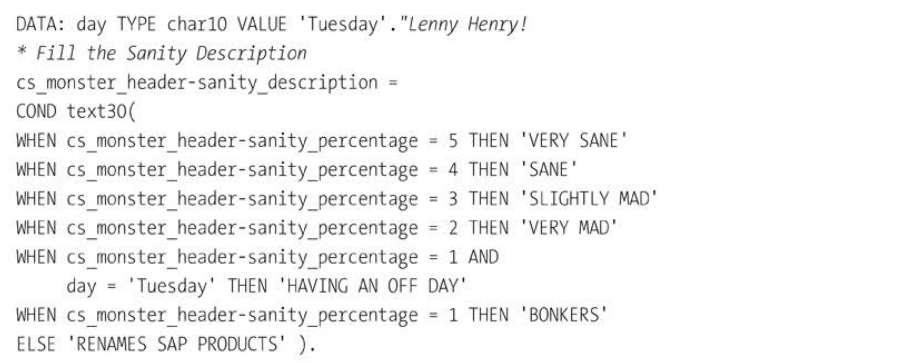 DATA: day TYPE char10 VALUE 'Tuesday'."Lenny Henry!
* Fill the Sanity Description
cs_monster_header-sanity_description =
COND text30(
WHEN cs_monster_header-sanity_percentage = 5 THEN 'VERY SANE'
WHEN cs_monster_header-sanity_percentage = 4 THEN 'SANE'
WHEN cs_monster_header-sanity_percentage = 3 THEN 'SLIGHTLY MAD'
WHEN cs_monster_header-sanity_percentage = 2 THEN 'VERY MAD'
WHEN cs_monster_header-sanity_percentage = 1 AND
     day = 'Tuesday' THEN 'HAVING AN OFF DAY'
WHEN cs_monster_header-sanity_percentage = 1 THEN 'BONKERS'
ELSE 'RENAMES SAP PRODUCTS' ).